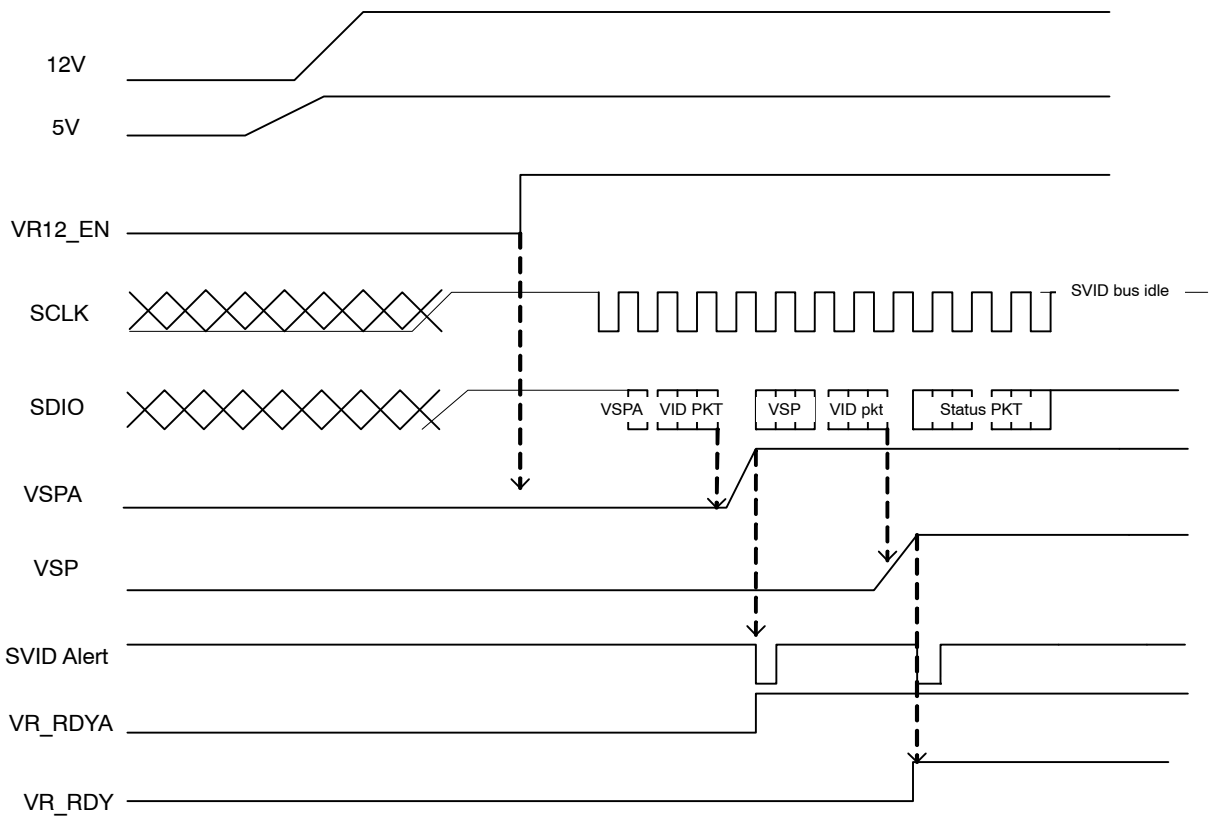 12V
5V
VR12_EN
SCLK
SVID bus idle
SDIO
VSPA VID PKT VSP VID pkt Status PKT
VSPA
VSP
SVID Alert
VR_RDYA
VR_RDY